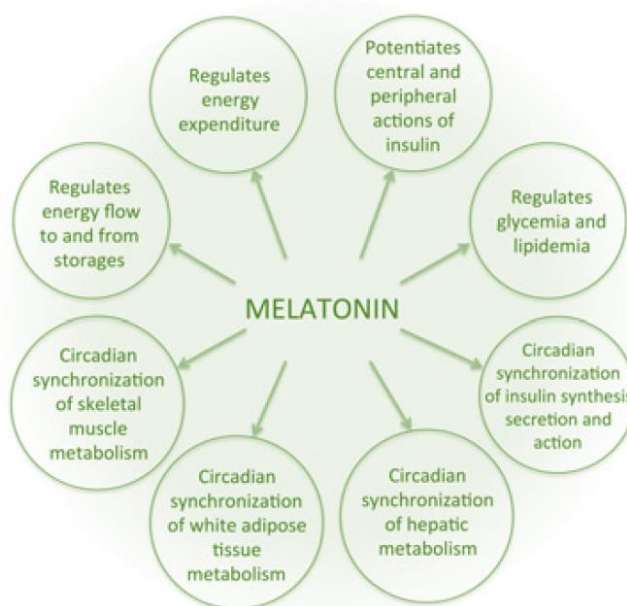 Regulates
energy
expenditure
Potentiates
central and
peripheral
actions of
insulin
Regulates
energy flow
to and from
storages
Regulates
glycemia and
lipidemia
MELATONIN
Circadian
synchronization
of skeletal
muscle
metabolism
Circadian
synchronization
of insulin synthesis
secretion and
action
Circadian
synchronization
of white adipose
tissue
metabolism
Circadian
synchronization
of hepatic
metabolism